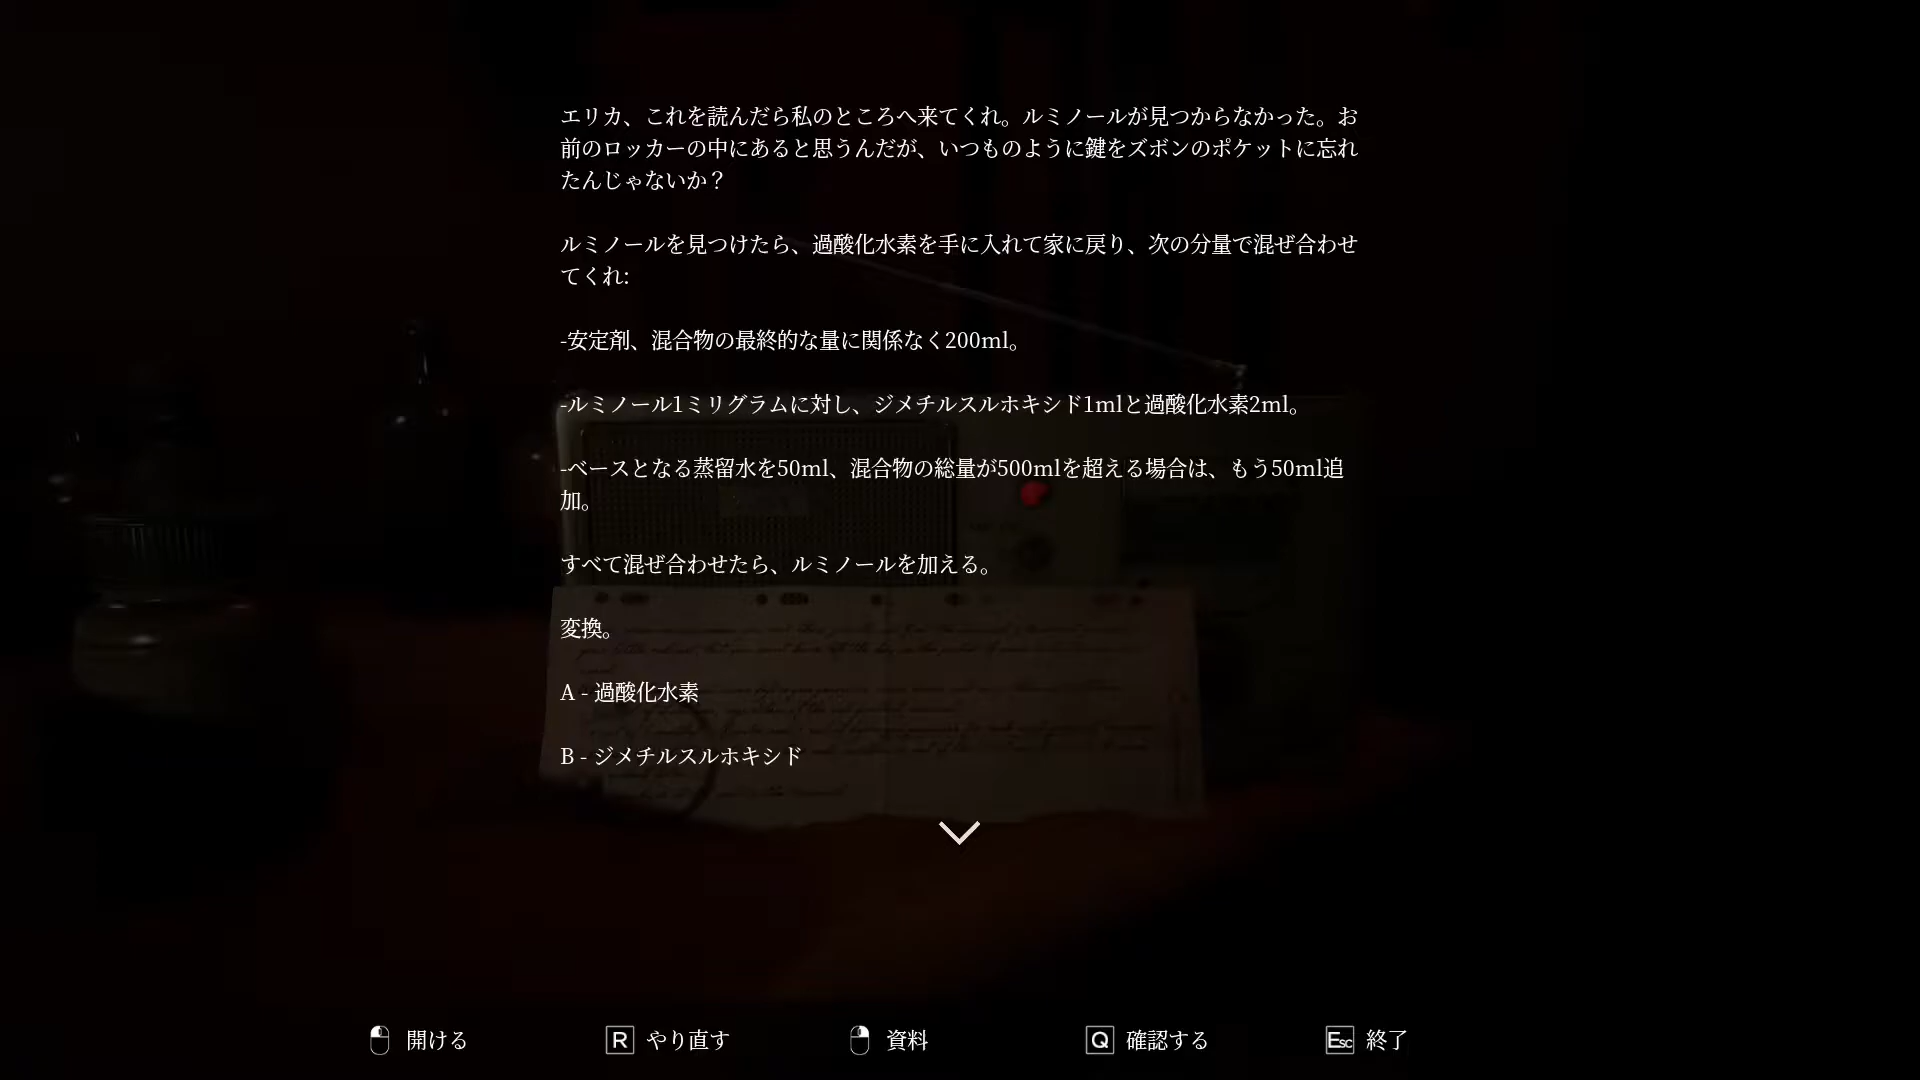 エリカ、これを読んだら私のところへ来てくれ。ルミノールが見つからなかった。お
前のロッカーの中にあると思うんだが、いつものように鍵をズボンのポケットに忘れ
たんじゃないか？
ルミノールを見つけたら、過酸化水素を手に入れて家に戻り、次の分量で混ぜ合わせ
てくれ:
-安定剤、混合物の最終的な量に関係なく200ml。
-ルミノール1ミリグラムに対し、ジメチルスルホキシド1mlと過酸化水素2ml。
-ベースとなる蒸留水を50ml、混合物の総量が500mlを超える場合は、もう50ml追
加。
すべて混ぜ合わせたら、ルミノールを加える。
変換。
A - 過酸化水素
B - ジメチルスルホキシド
開ける
R やり直す
資料
Q 確認する
Esc 終了